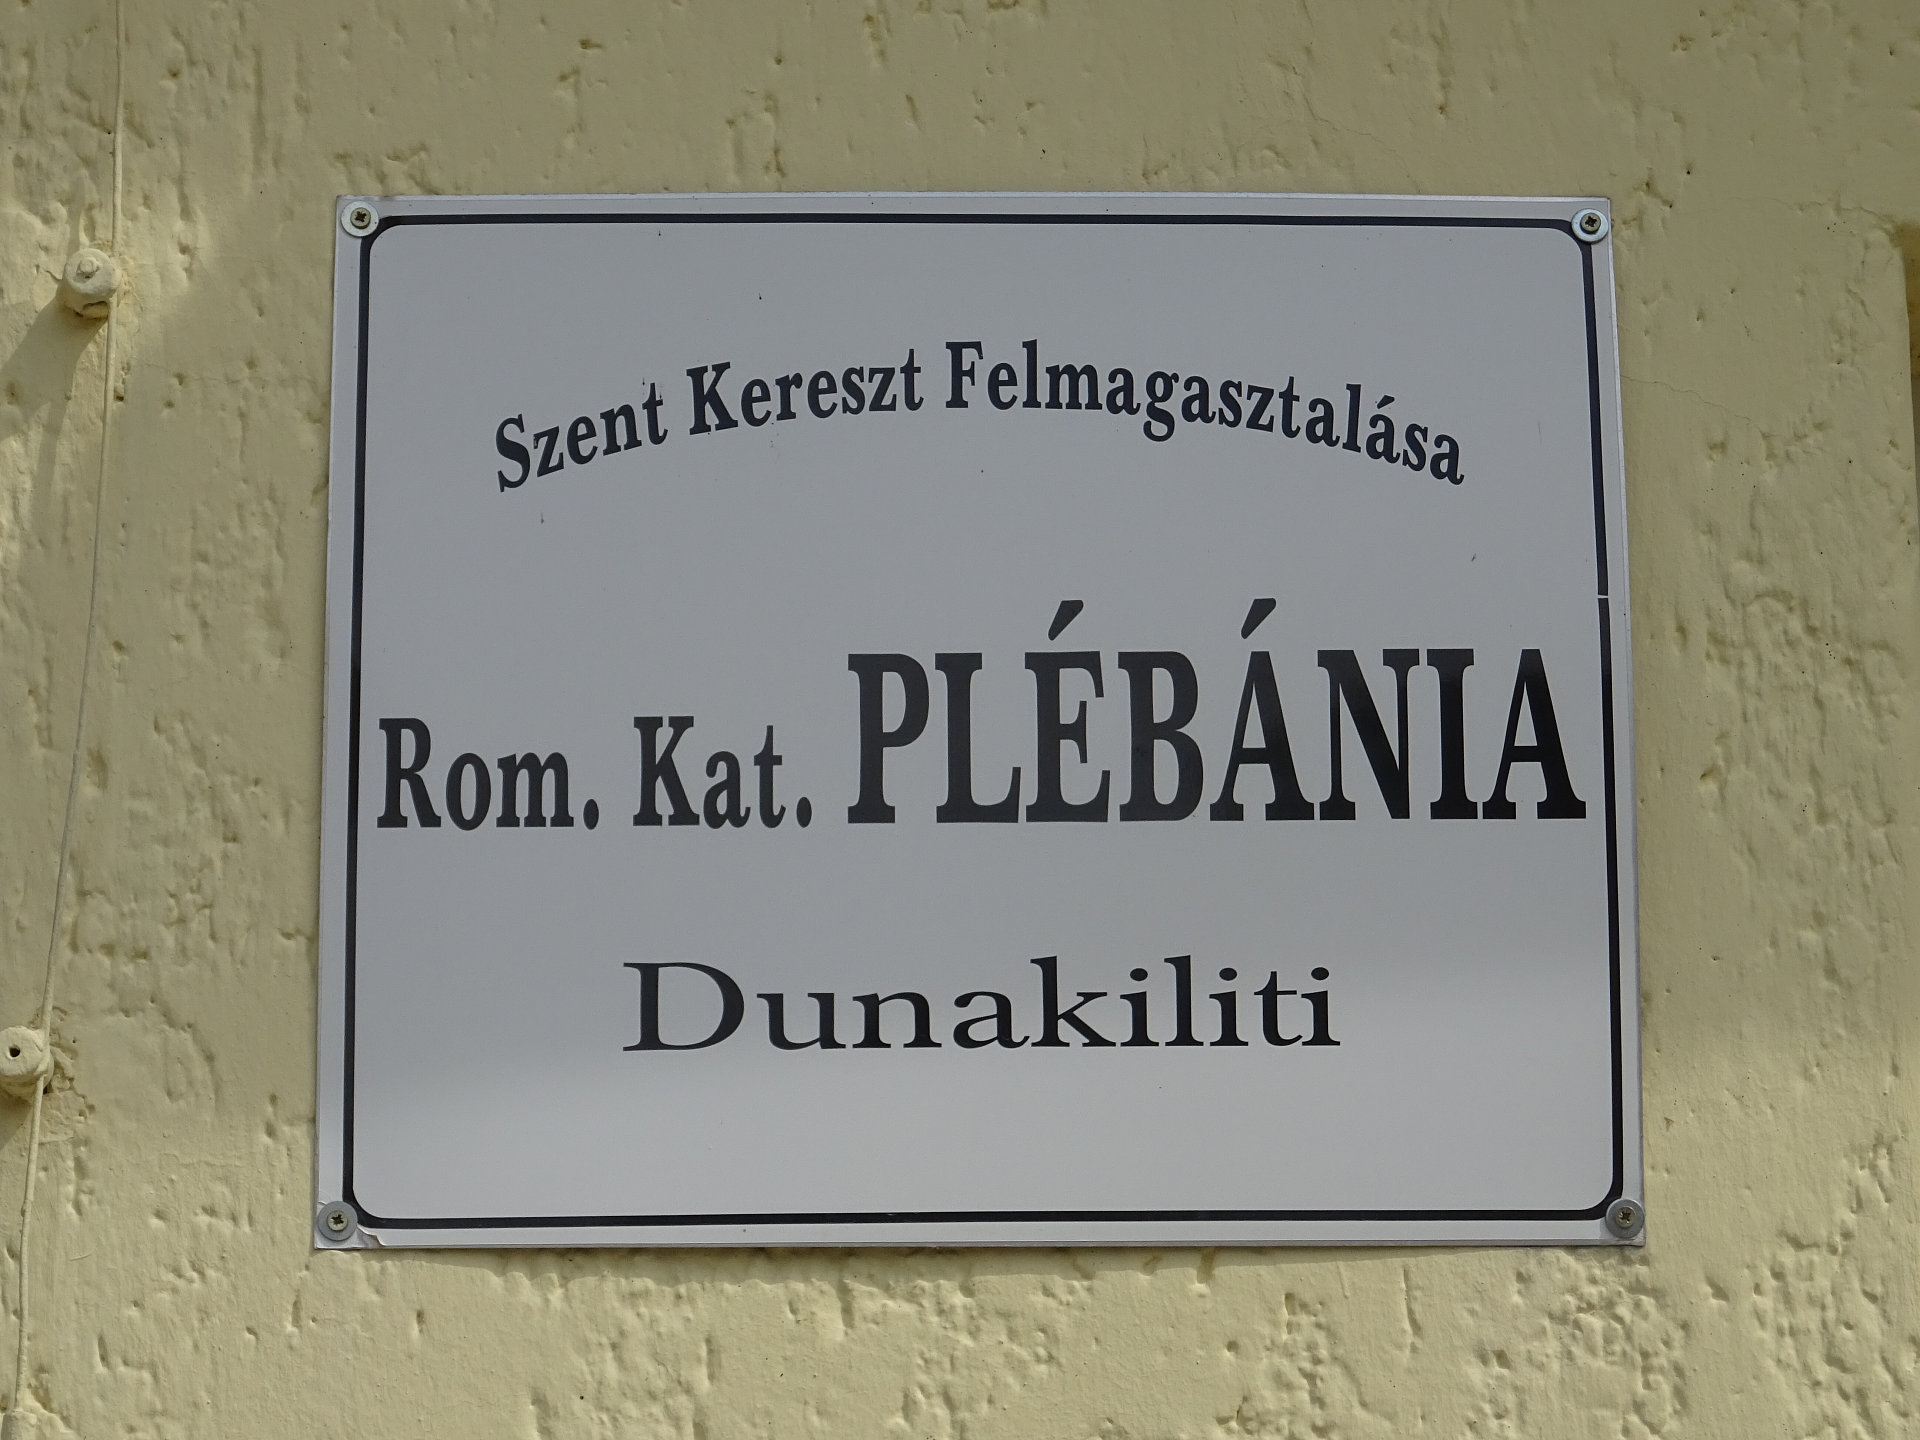 Szent Kereszt Felmagasztalása
Rom. Kat. PLÉBÁNIA
Dunakiliti